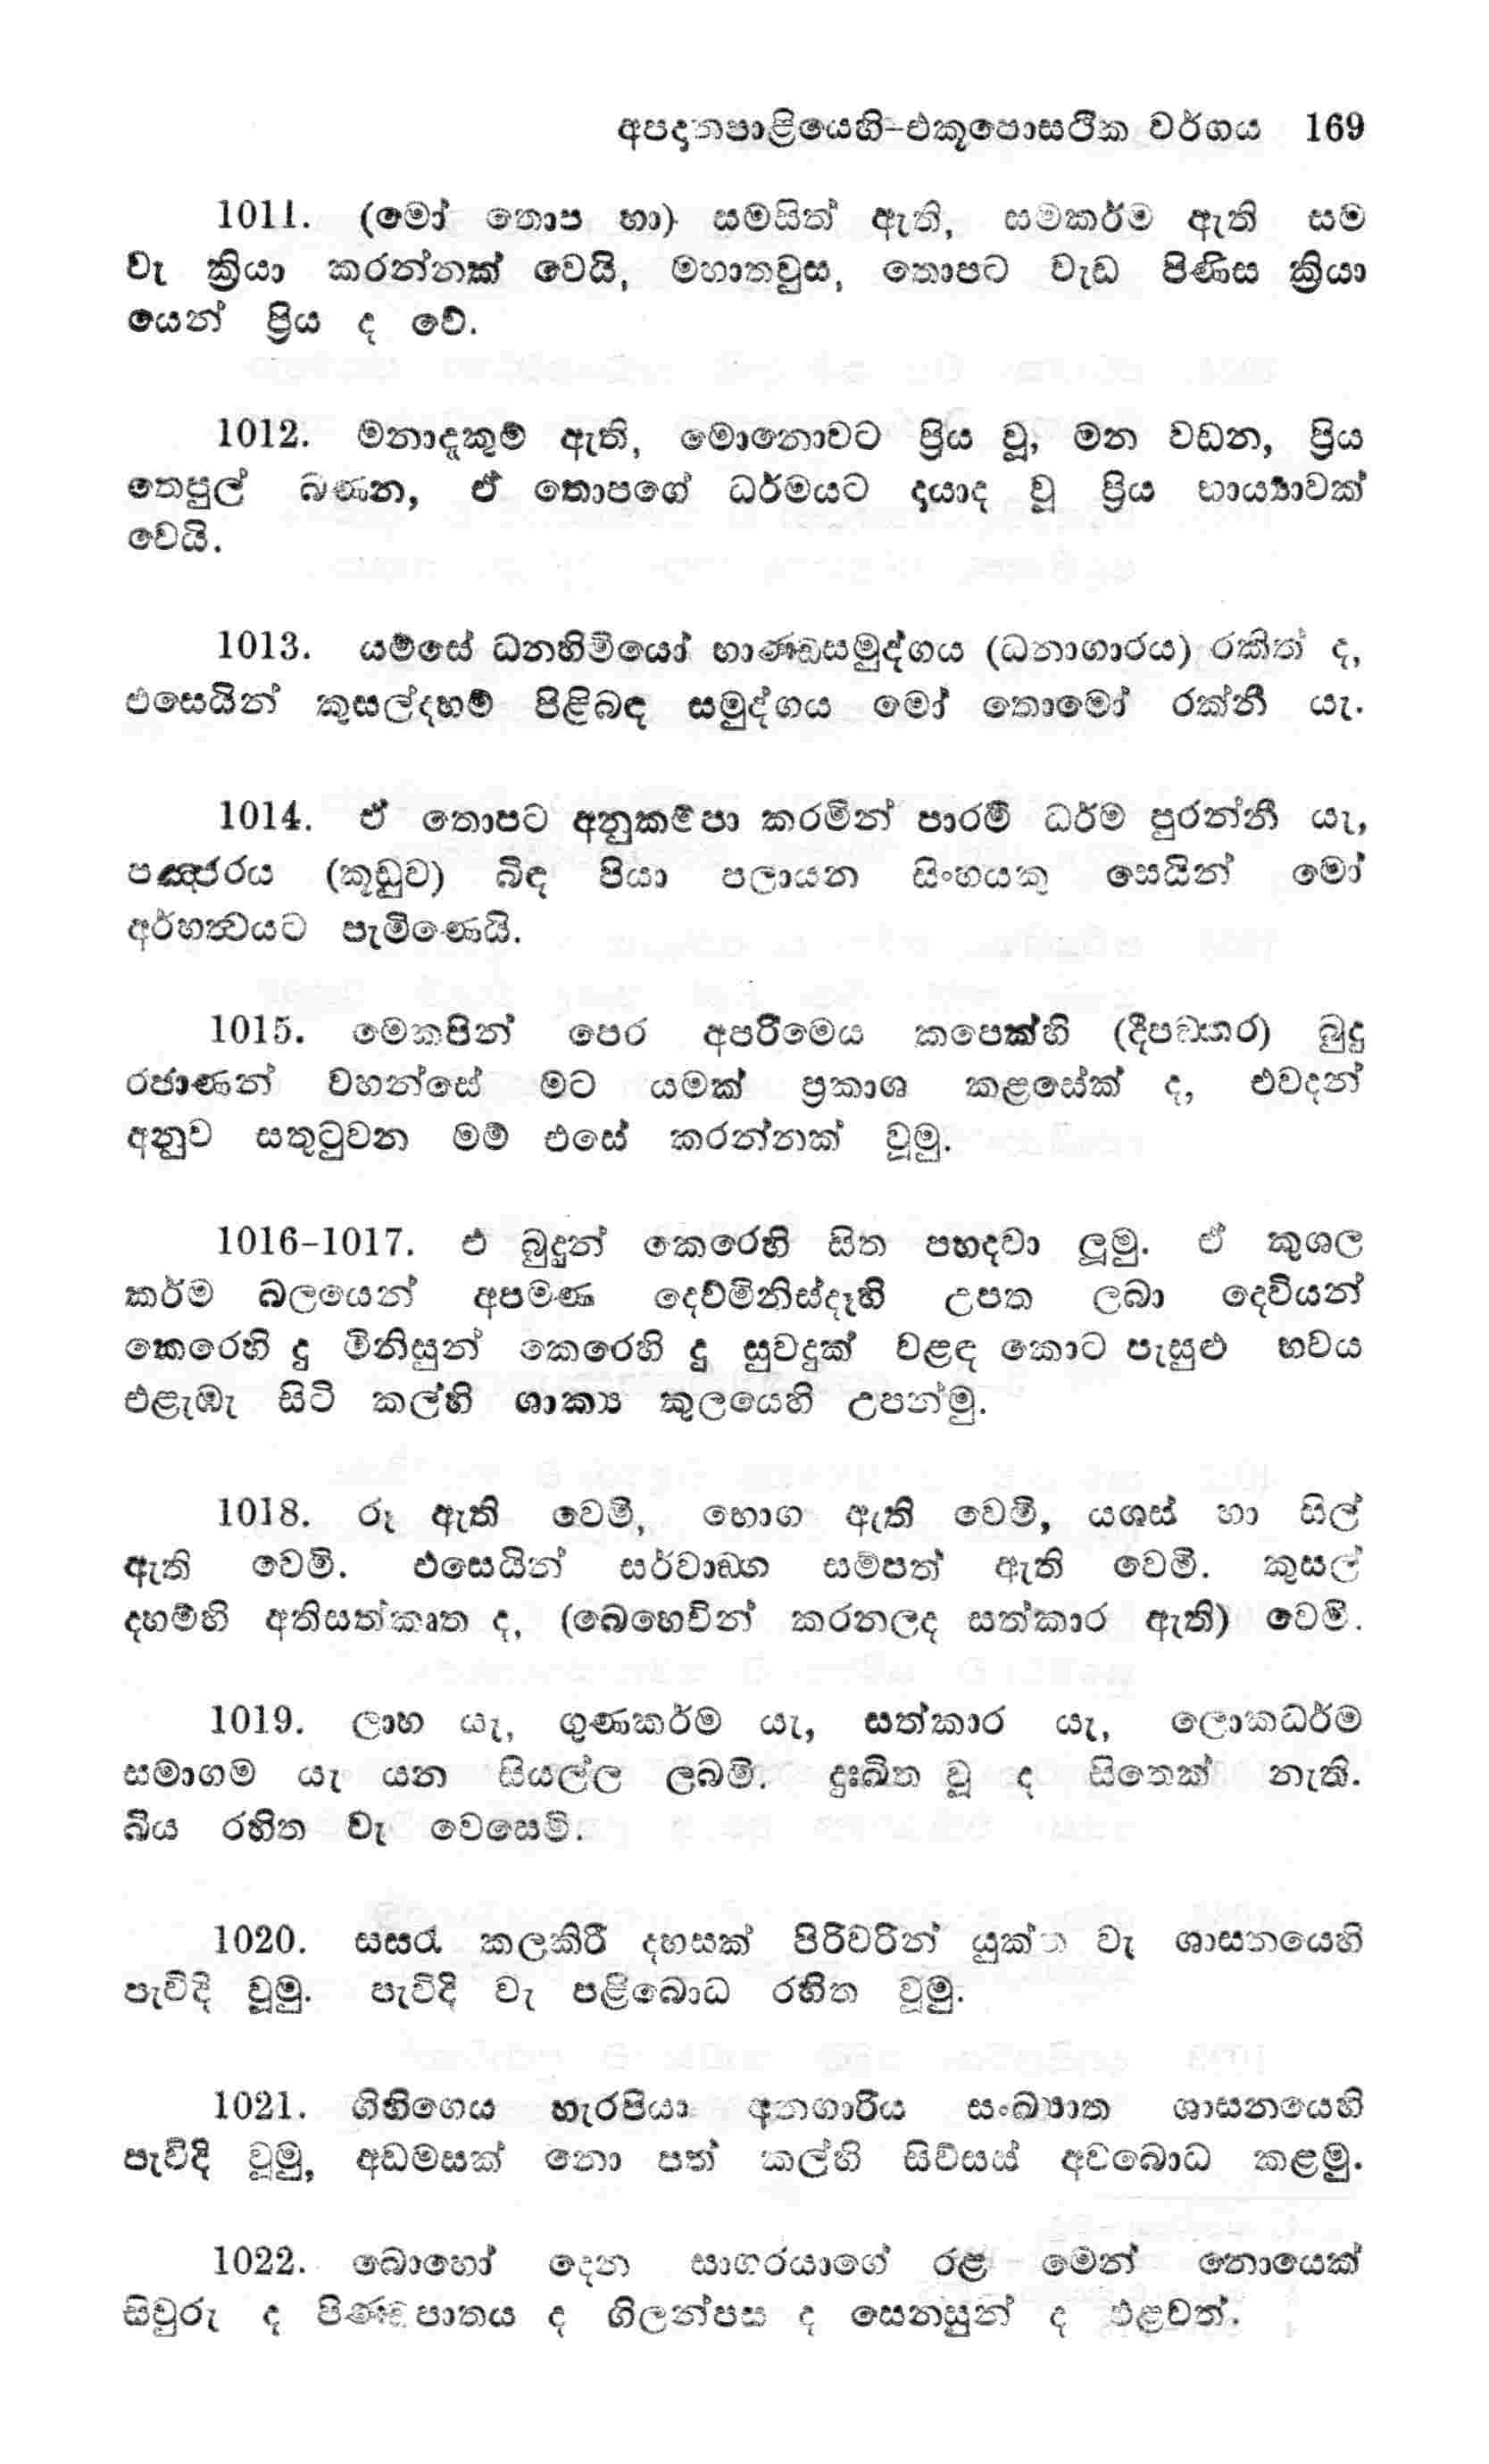 අපදානපාළියෙහි-එකූපොසථික වර්ගය 169
1011. (මෝ තොප හා) සමසිත් ඇති, සමකර්ම ඇති සම
වැ ක්‍රියා කරන්නක් වෙයි, මහාතවුස, තොපට වැඩ පිණිස ක්‍රියා
යෙන් ප්‍රිය ද වේ.
1012. මනාදැකුම් ඇති, මොනොවට ප්‍රිය වූ, මන වඩන, ප්‍රිය
තෙපුල් බණන, ඒ තොපගේ ධර්මයට දායාද වූ ප්‍රිය භාර්‍ය්‍යාවක්
වෙයි.
1013. යම්සේ ධනහිමියෝ භාණ්ඩසමුද්ගය (ධනාගාරය) රකිත් ද,
එසෙයින් කුසල්දහම් පිළිබඳ සමුද්ගය මෝ තොමෝ රක්නී යැ.
1014. ඒ තොපට අනුකම්පා කරමින් පාරමී ධර්ම පුරන්නී යැ,
පඤ්ජරය (කූඩුව) බිඳ පියා පලායන සිංහයකු සෙයින් මෝ
අර්හත්‍වයට පැමිණෙයි.
1015. මෙකපින් පෙර අපරිමෙය කපෙක්හි (දීපඞ්කර) බුදු
රජාණන් වහන්සේ මට යමක් ප්‍රකාශ කළසේක් ද, එවදන්
අනුව සතුටුවන මම් එසේ කරන්නක් වූමු.
1016-1017. එ බුදුන් කෙරෙහි සිත පහදවා ලූමු. ඒ කුශල
කර්ම බලයෙන් අපමණ දෙව්මිනිස්දෑහි උපත ලබා දෙවියන්
කෙරෙහි දු මිනිසුන් කෙරෙහි දු සුවදුක් වළඳ කොට පැසුළු භවය
එළැඹැ සිටි කල්හි ශාක්‍ය කුලයෙහි උපන්මු.
1018. රූ ඇති වෙමි, භොග ඇති වෙමි, යශස් හා සිල්
ඇති වෙමි. එසෙයින් සර්වාඞ්ග සම්පත් ඇති වෙමි. කුසල්
දහම්හි අතිසත්කෘත ද, (බෙහෙවින් කරනලද සත්කාර ඇති) වෙමි.
1019. ලාභ යැ, ගුණකර්ම යැ, සත්කාර යැ, ලොකධර්ම
සමාගම යැ යන සියල්ල ලබමි. දුඃඛිත වූ ද සිතෙක් නැති.
බිය රහිත වැ වෙසෙමි.
1020. සසරැ කලකිරී දහසක් පිරිවරින් යුක්ත වැ ශාසනයෙහි
පැවිදි වූමු. පැවිදි වැ පළිබොධ රහිත වූමු.
1021. ගිහිගෙය හැරපියා අනගාරිය සංඛ්‍යාත ශාසනයෙහි
පැවිදි වූමු, අඩමසක් නො පත් කල්හි සිව්සස් අවබොධ කළමු.
1022. බොහෝ දෙන සාගරයාගේ රළ මෙන් නොයෙක්
සිවුරු ද පිණ්ඩපාතය ද ගිලන්පස ද සෙනසුන් ද එළවත්.